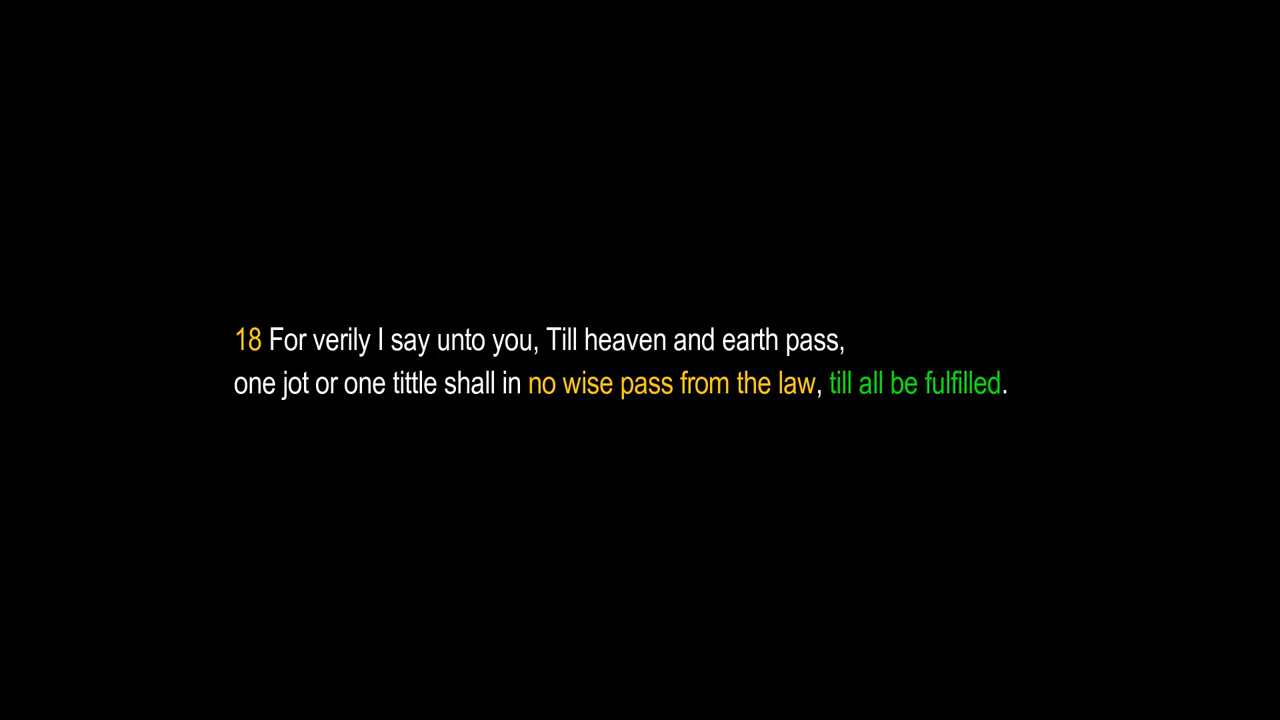 18 For verily I say unto you, Till heaven and earth pass,
one jot or one tittle shall in no wise pass from the law, till all be fulfilled.